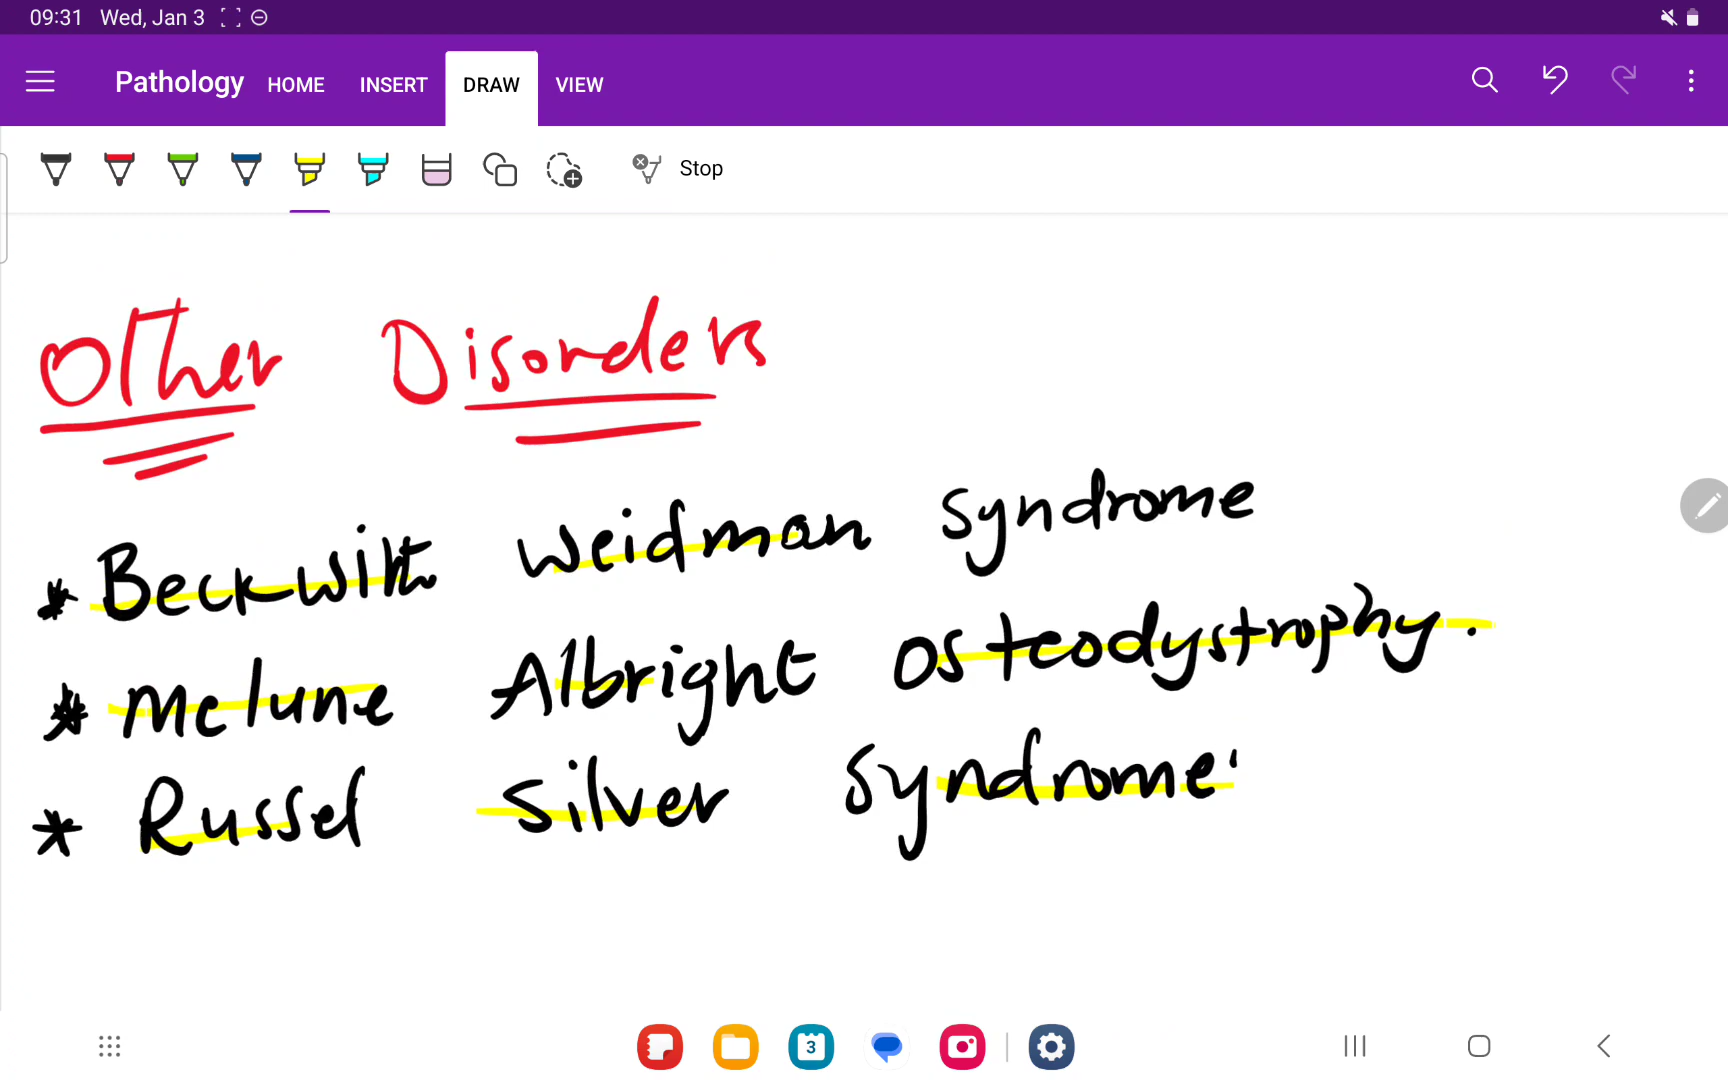 09:31 Wed, Jan 3
Pathology HOME INSERT DRAW VIEW
Stop
Other Disorders
* Beckwith Weidman Syndrome
* Mclune Albright Osteodystrophy.
* Russel Silver Syndrome
3